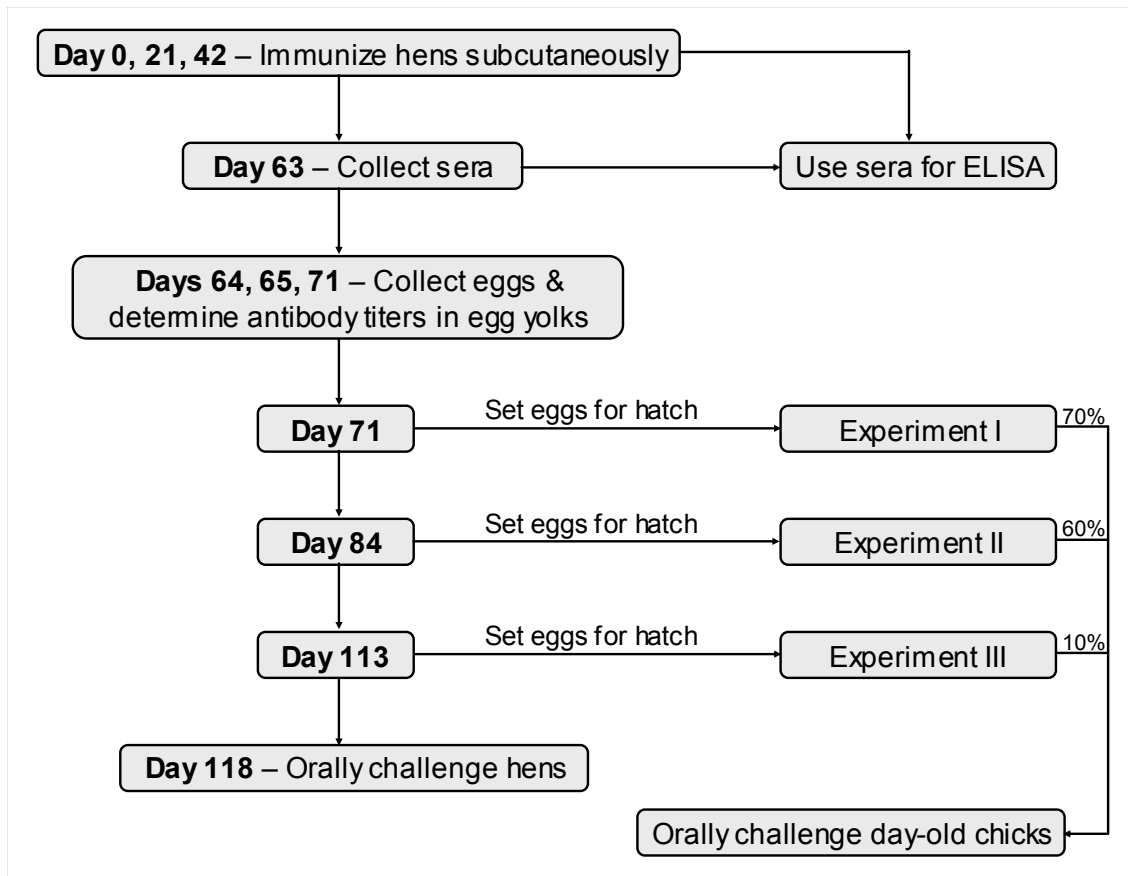 Day 0, 21, 42 – Immunize hens subcutaneously
Day 63 – Collect sera
Use sera for ELISA
Days 64, 65, 71 – Collect eggs &
determine antibody titers in egg yolks
Day 71
Set eggs for hatch
Experiment I
70%
Day 84
Set eggs for hatch
Experiment II
60%
Day 113
Set eggs for hatch
Experiment III
10%
Day 118 – Orally challenge hens
Orally challenge day-old chicks